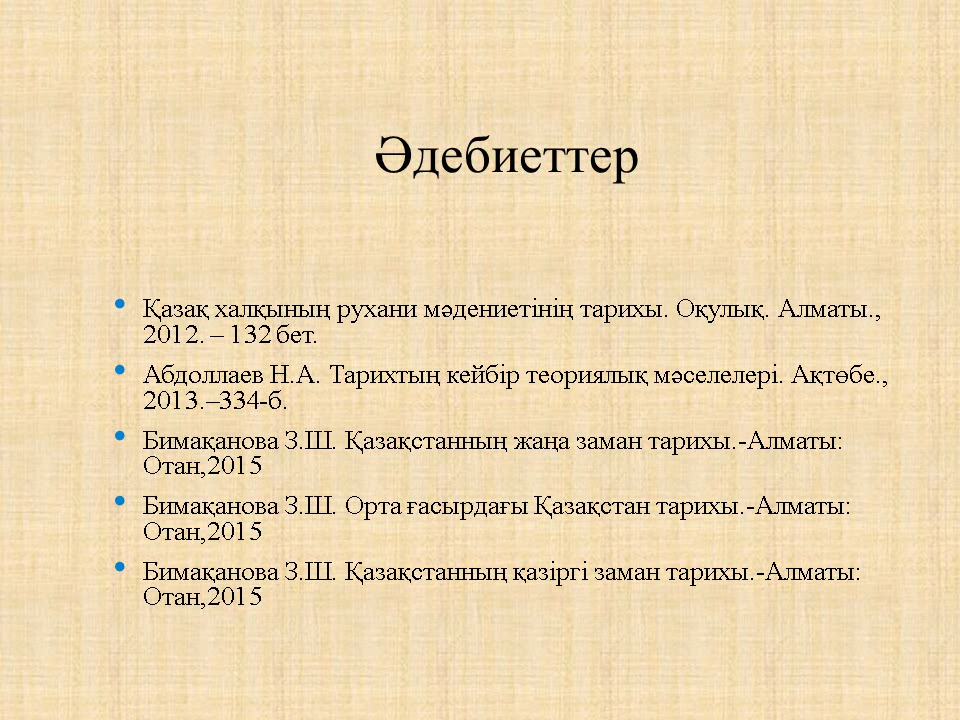 Әдебиеттер
• Қазақ халқының рухани мәдениетінің тарихы. Оқулық. Алматы.,
2012. – 132 бет.
• Абдоллаев Н.А. Тарихтың кейбір теориялық мәселелері. Ақтөбе.,
2013.–334-б.
• Бимақанова З.Ш. Қазақстанның жаңа заман тарихы.-Алматы:
Отан,2015
• Бимақанова З.Ш. Орта ғасырдағы Қазақстан тарихы.-Алматы:
Отан,2015
• Бимақанова З.Ш. Қазақстанның қазіргі заман тарихы.-Алматы:
Отан,2015